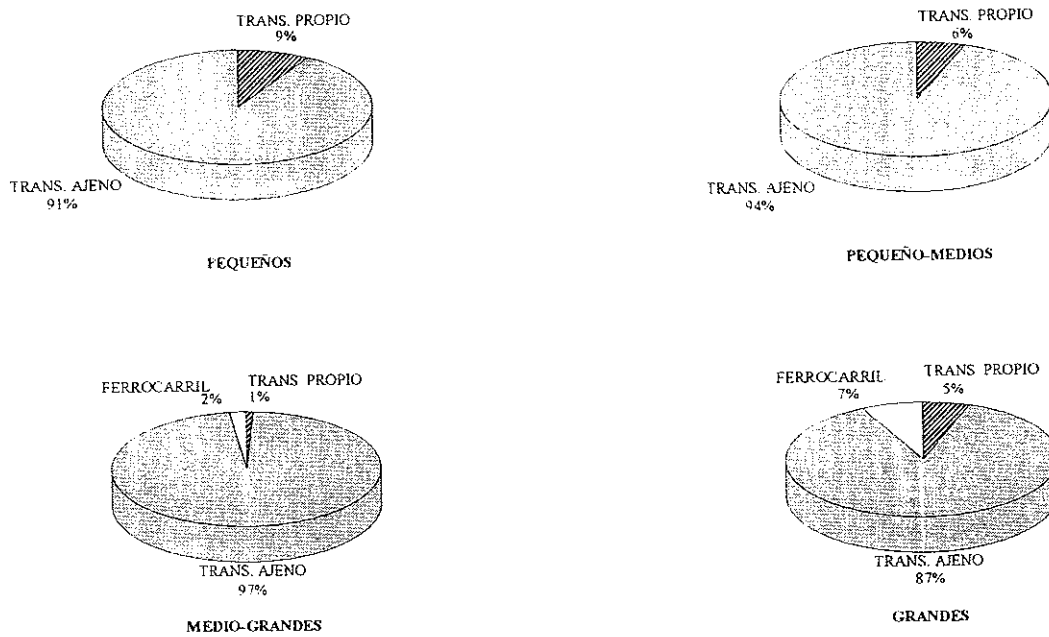 TRANS. PROPIO
9%
TRANS. AJENO
91%
PEQUEÑOS
TRANS. PROPIO
6%
TRANS. AJENO
94%
PEQUEÑO-MEDIOS
FERROCARRIL
2%
TRANS PROPIO
1%
TRANS. AJENO
97%
MEDIO-GRANDES
FERROCARRIL
7%
TRANS PROPIO
5%
TRANS. AJENO
87%
GRANDES